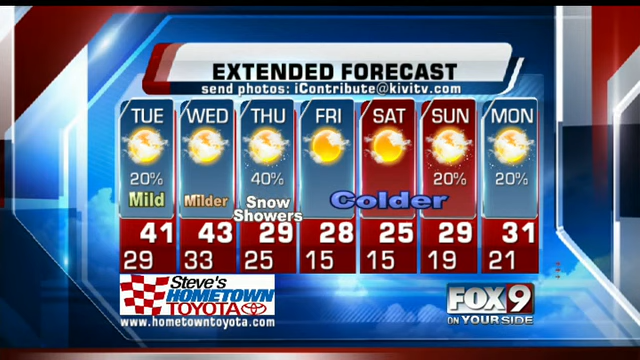 EXTENDED FORECAST
send photos: iContribute@kivitv.com
TUE WED THU FRI SAT SUN MON
20% 40% 20% 20%
Mild Milder Snow Showers Colder
41 43 29 28 25 29 31
29 33 25 15 15 19 21
Steve's
HOMETOWN
TOYOTA
www.hometowntoyota.com
FOX 9
ON YOUR SIDE